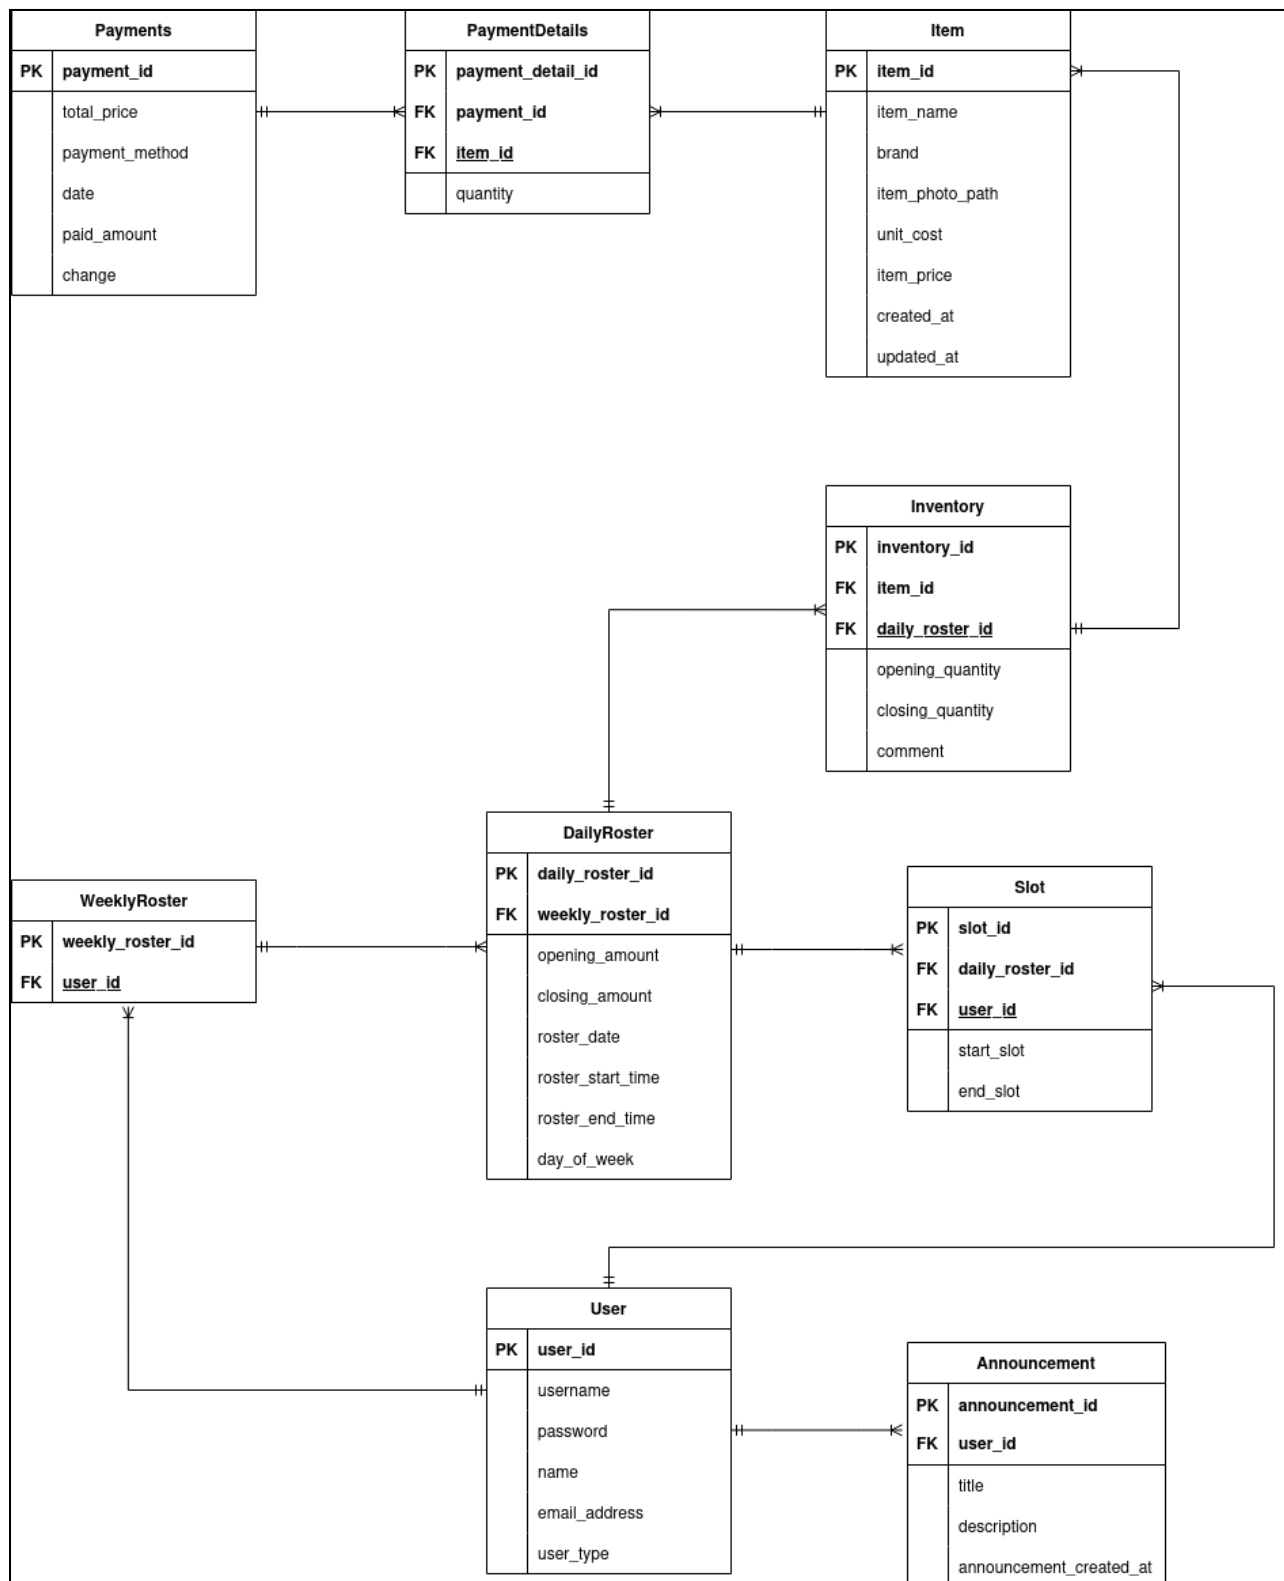 Payments
PK payment_id
total_price
payment_method
date
paid_amount
change
PaymentDetails
PK payment_detail_id
FK payment_id
FK item_id
quantity
Item
PK item_id
item_name
brand
item_photo_path
unit_cost
item_price
created_at
updated_at
Inventory
PK inventory_id
FK item_id
FK daily_roster_id
opening_quantity
closing_quantity
comment
WeeklyRoster
PK weekly_roster_id
FK user_id
DailyRoster
PK daily_roster_id
FK weekly_roster_id
opening_amount
closing_amount
roster_date
roster_start_time
roster_end_time
day_of_week
Slot
PK slot_id
FK daily_roster_id
FK user_id
start_slot
end_slot
User
PK user_id
username
password
name
email_address
user_type
Announcement
PK announcement_id
FK user_id
title
description
announcement_created_at